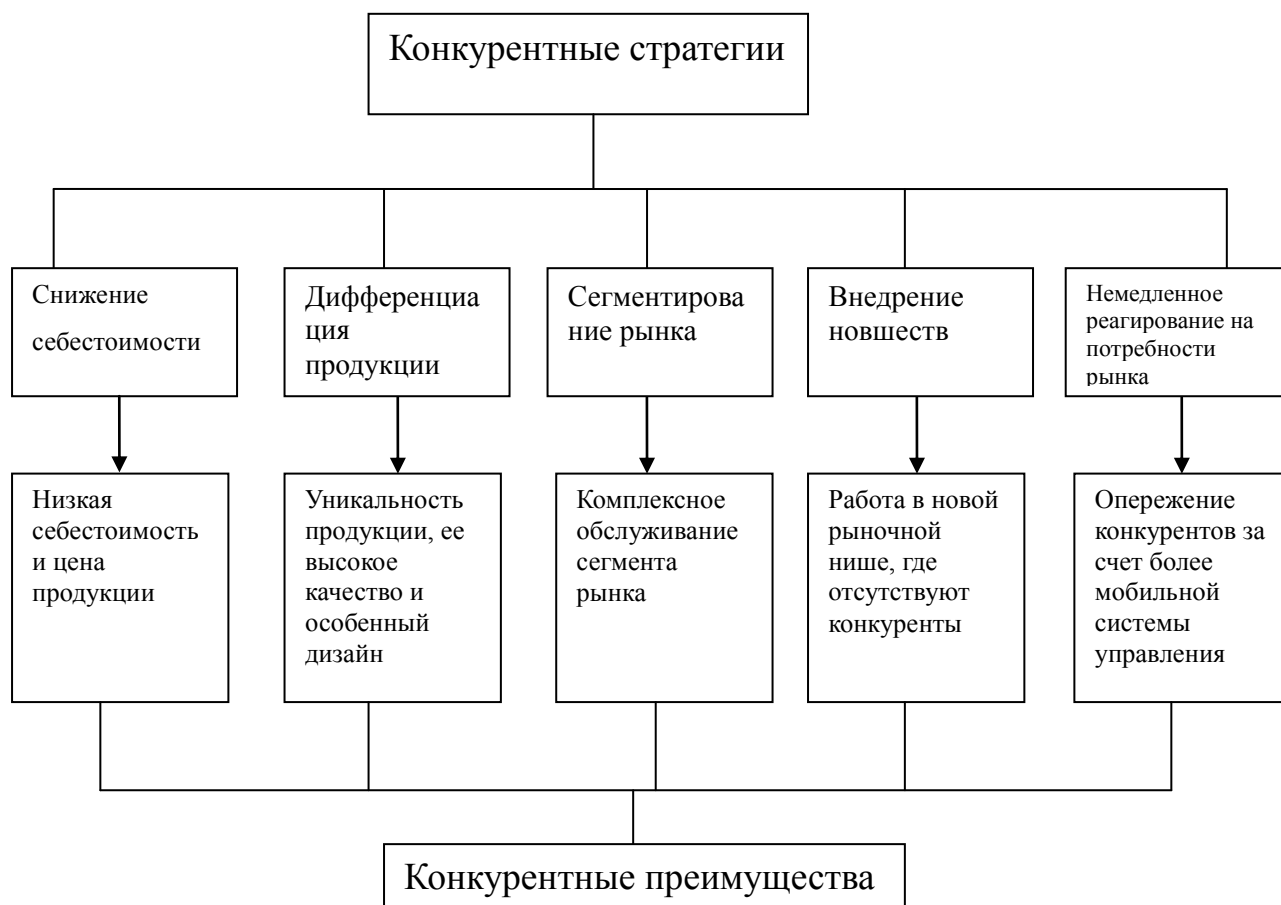 Конкурентные стратегии
Снижение
себестоимости
Дифференциа
ция
продукции
Сегментирова
ние рынка
Внедрение
новшеств
Немедленное
реагирование на
потребности
рынка
Низкая
себестоимость
и цена
продукции
Уникальность
продукции, ее
высокое
качество и
особенный
дизайн
Комплексное
обслуживание
сегмента
рынка
Работа в новой
рыночной
нише, где
отсутствуют
конкуренты
Опережение
конкурентов за
счет более
мобильной
системы
управления
Конкурентные преимущества